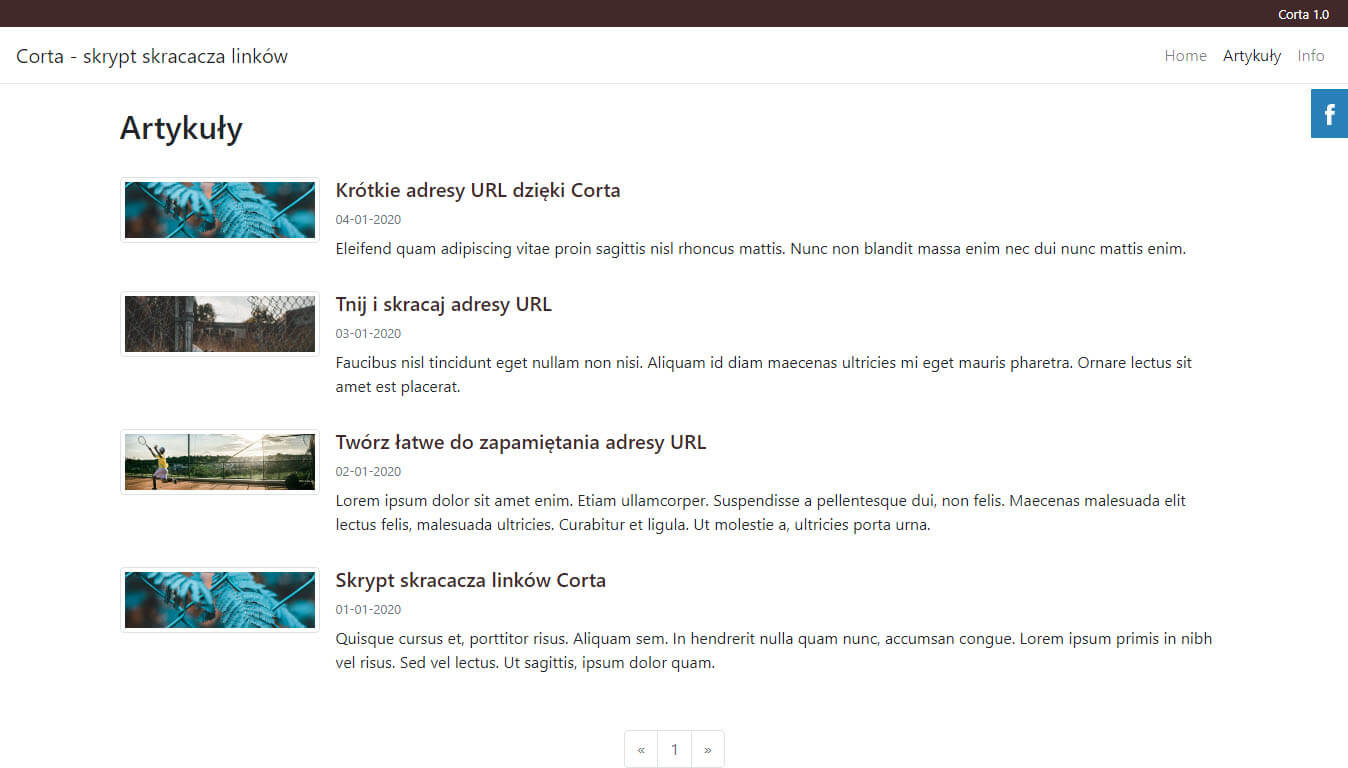 Corta 1.0
Corta - skrypt skracacza linków
Home Artykuły Info
f
Artykuły
Krótkie adresy URL dzięki Corta
04-01-2020
Eleifend quam adipiscing vitae proin sagittis nisl rhoncus mattis. Nunc non blandit massa enim nec dui nunc mattis enim.
Tnij i skracaj adresy URL
03-01-2020
Faucibus nisl tincidunt eget nullam non nisi. Aliquam id diam maecenas ultricies mi eget mauris pharetra. Ornare lectus sit
amet est placerat.
Twórz łatwe do zapamiętania adresy URL
02-01-2020
Lorem ipsum dolor sit amet enim. Etiam ullamcorper. Suspendisse a pellentesque dui, non felis. Maecenas malesuada elit
lectus felis, malesuada ultricies. Curabitur et ligula. Ut molestie a, ultricies porta urna.
Skrypt skracacza linków Corta
01-01-2020
Quisque cursus et, porttitor risus. Aliquam sem. In hendrerit nulla quam nunc, accumsan congue. Lorem ipsum primis in nibh
vel risus. Sed vel lectus. Ut sagittis, ipsum dolor quam.
« 1 »